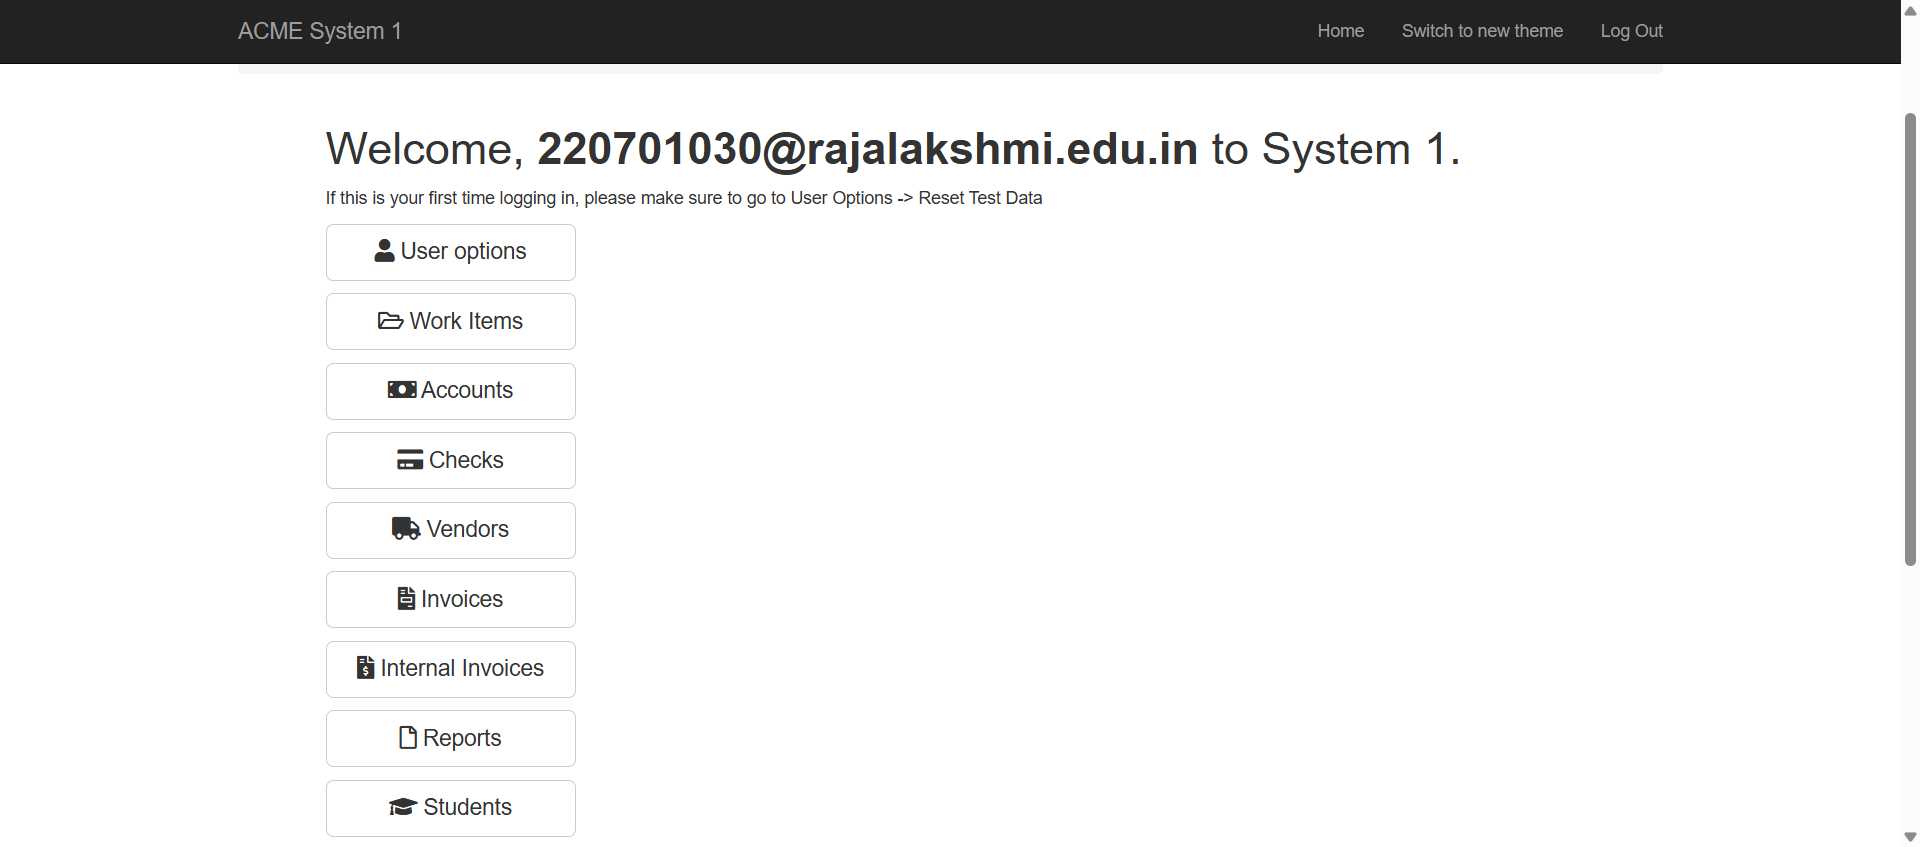 ACME System 1
Home
Switch to new theme
Log Out
Welcome, 220701030@rajalakshmi.edu.in to System 1.
If this is your first time logging in, please make sure to go to User Options -> Reset Test Data
User options
Work Items
Accounts
Checks
Vendors
Invoices
Internal Invoices
Reports
Students